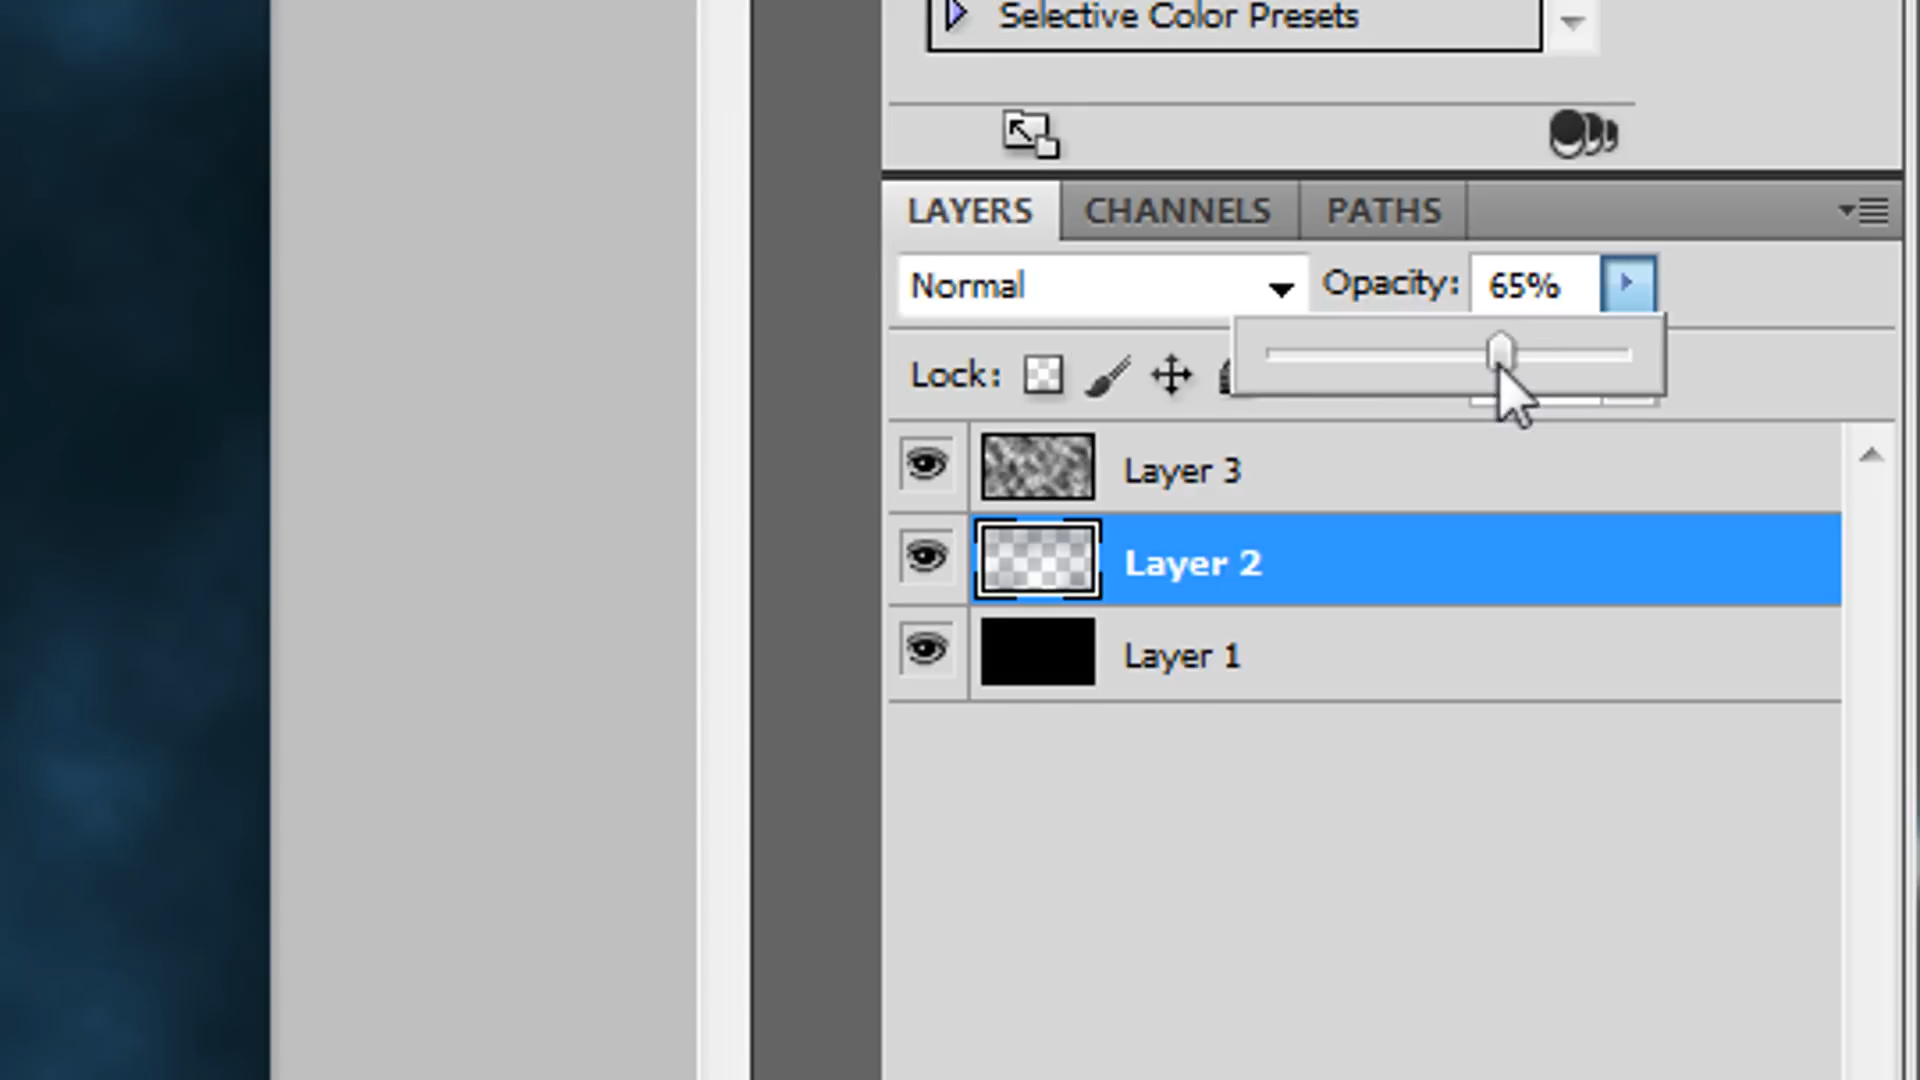 Selective Color Presets
LAYERS CHANNELS PATHS
Normal Opacity: 65%
Lock:
Layer 3
Layer 2
Layer 1